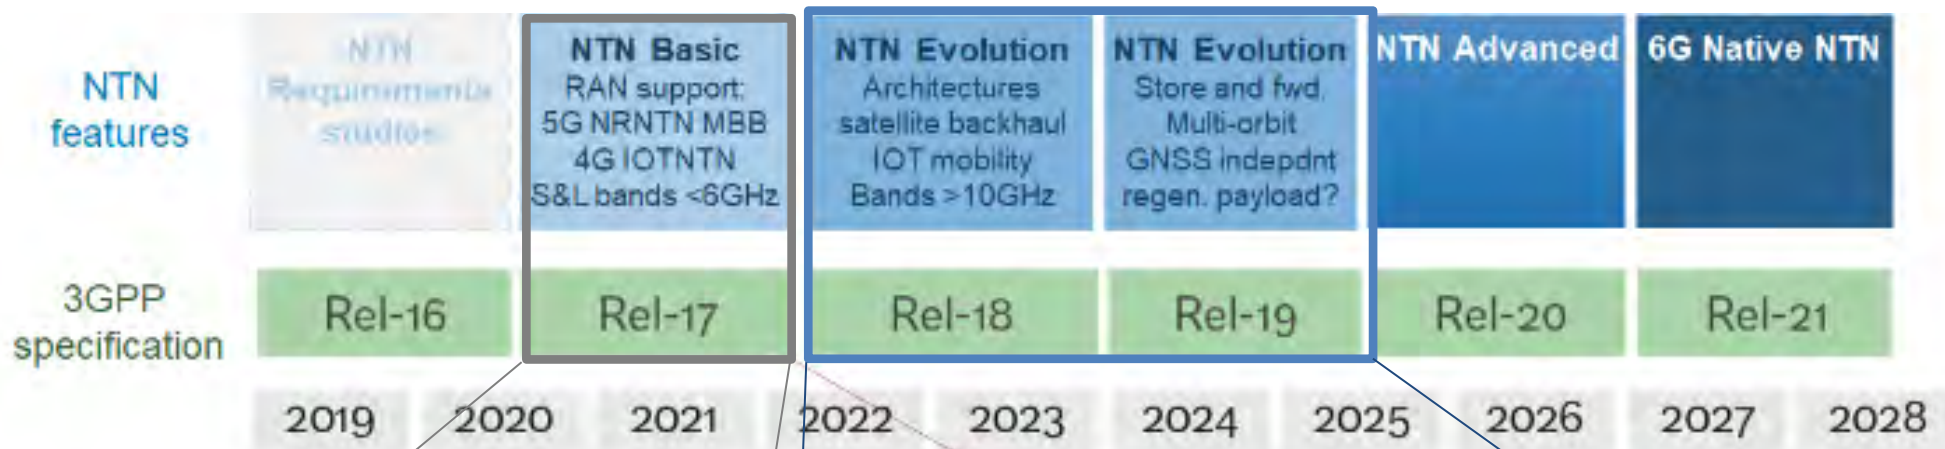 NTN
features
NTN
Requirements
studies
NTN Basic
RAN support:
5G NRNTN MBB
4G IOTNTN
S&L bands <6GHz
NTN Evolution
Architectures
satellite backhaul
IOT mobility
Bands >10GHz
NTN Evolution
Store and fwd.
Multi-orbit
GNSS indepdnt
regen. payload?
NTN Advanced
6G Native NTN
3GPP
specification
Rel-16
Rel-17
Rel-18
Rel-19
Rel-20
Rel-21
2019
2020
2021
2022
2023
2024
2025
2026
2027
2028